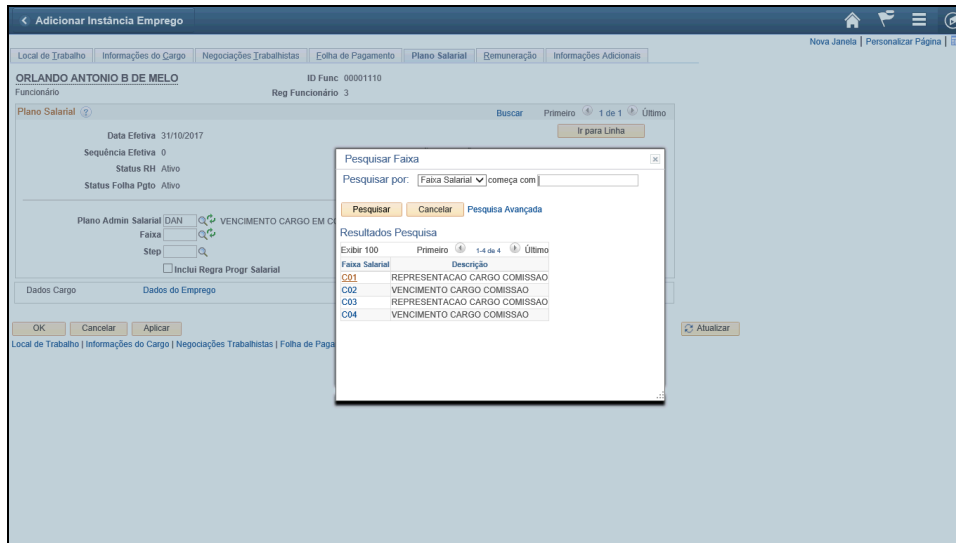 Adicionar Instância Emprego
Nova Janela | Personalizar Página |
Local de Trabalho Informações do Cargo Negociações Trabalhistas Folha de Pagamento Plano Salarial Remuneração Informações Adicionais
ORLANDO ANTONIO B DE MELO ID Func 00001110
Funcionário Reg Funcionário 3
Plano Salarial ? Buscar Primeiro 1 de 1 Último
Ir para Linha
Data Efetiva 31/10/2017
Sequência Efetiva 0
Status RH Ativo
Status Folha Pgto Ativo
Plano Admin Salarial DAN VENCIMENTO CARGO EM
Faixa
Step
Inclui Regra Progr Salarial
Dados Cargo Dados do Emprego
OK Cancelar Aplicar
Atualizar
Local de Trabalho | Informações do Cargo | Negociações Trabalhistas | Folha de Paga
Pesquisar Faixa
Pesquisar por: Faixa Salarial começa com
Pesquisar Cancelar Pesquisa Avançada
Resultados Pesquisa
Exibir 100 Primeiro 1-4 de 4 Último
Faixa Salarial Descrição
C01 REPRESENTACAO CARGO COMISSAO
C02 VENCIMENTO CARGO COMISSAO
C03 REPRESENTACAO CARGO COMISSAO
C04 VENCIMENTO CARGO COMISSAO